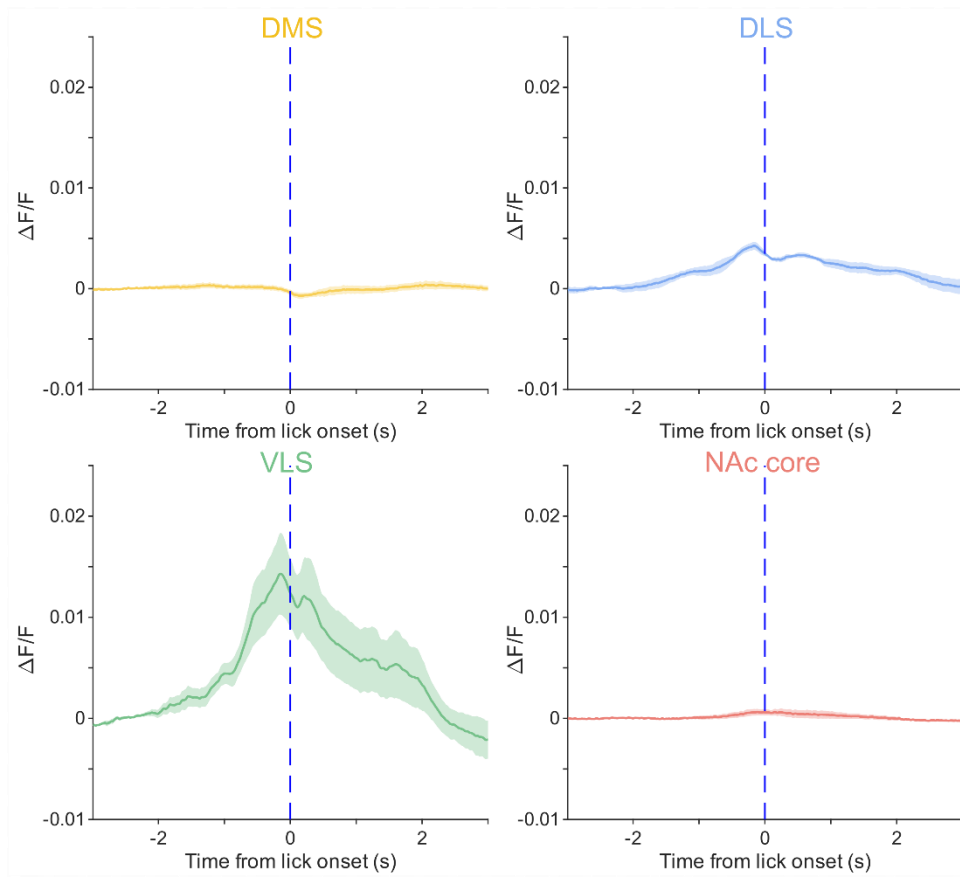 DMS
0.02
0.01
0
-0.01
ΔF/F
-2 0 2
Time from lick onset (s)
DLS
0.02
0.01
0
-0.01
ΔF/F
-2 0 2
Time from lick onset (s)
VLS
0.02
0.01
0
-0.01
ΔF/F
-2 0 2
Time from lick onset (s)
NAc core
0.02
0.01
0
-0.01
ΔF/F
-2 0 2
Time from lick onset (s)